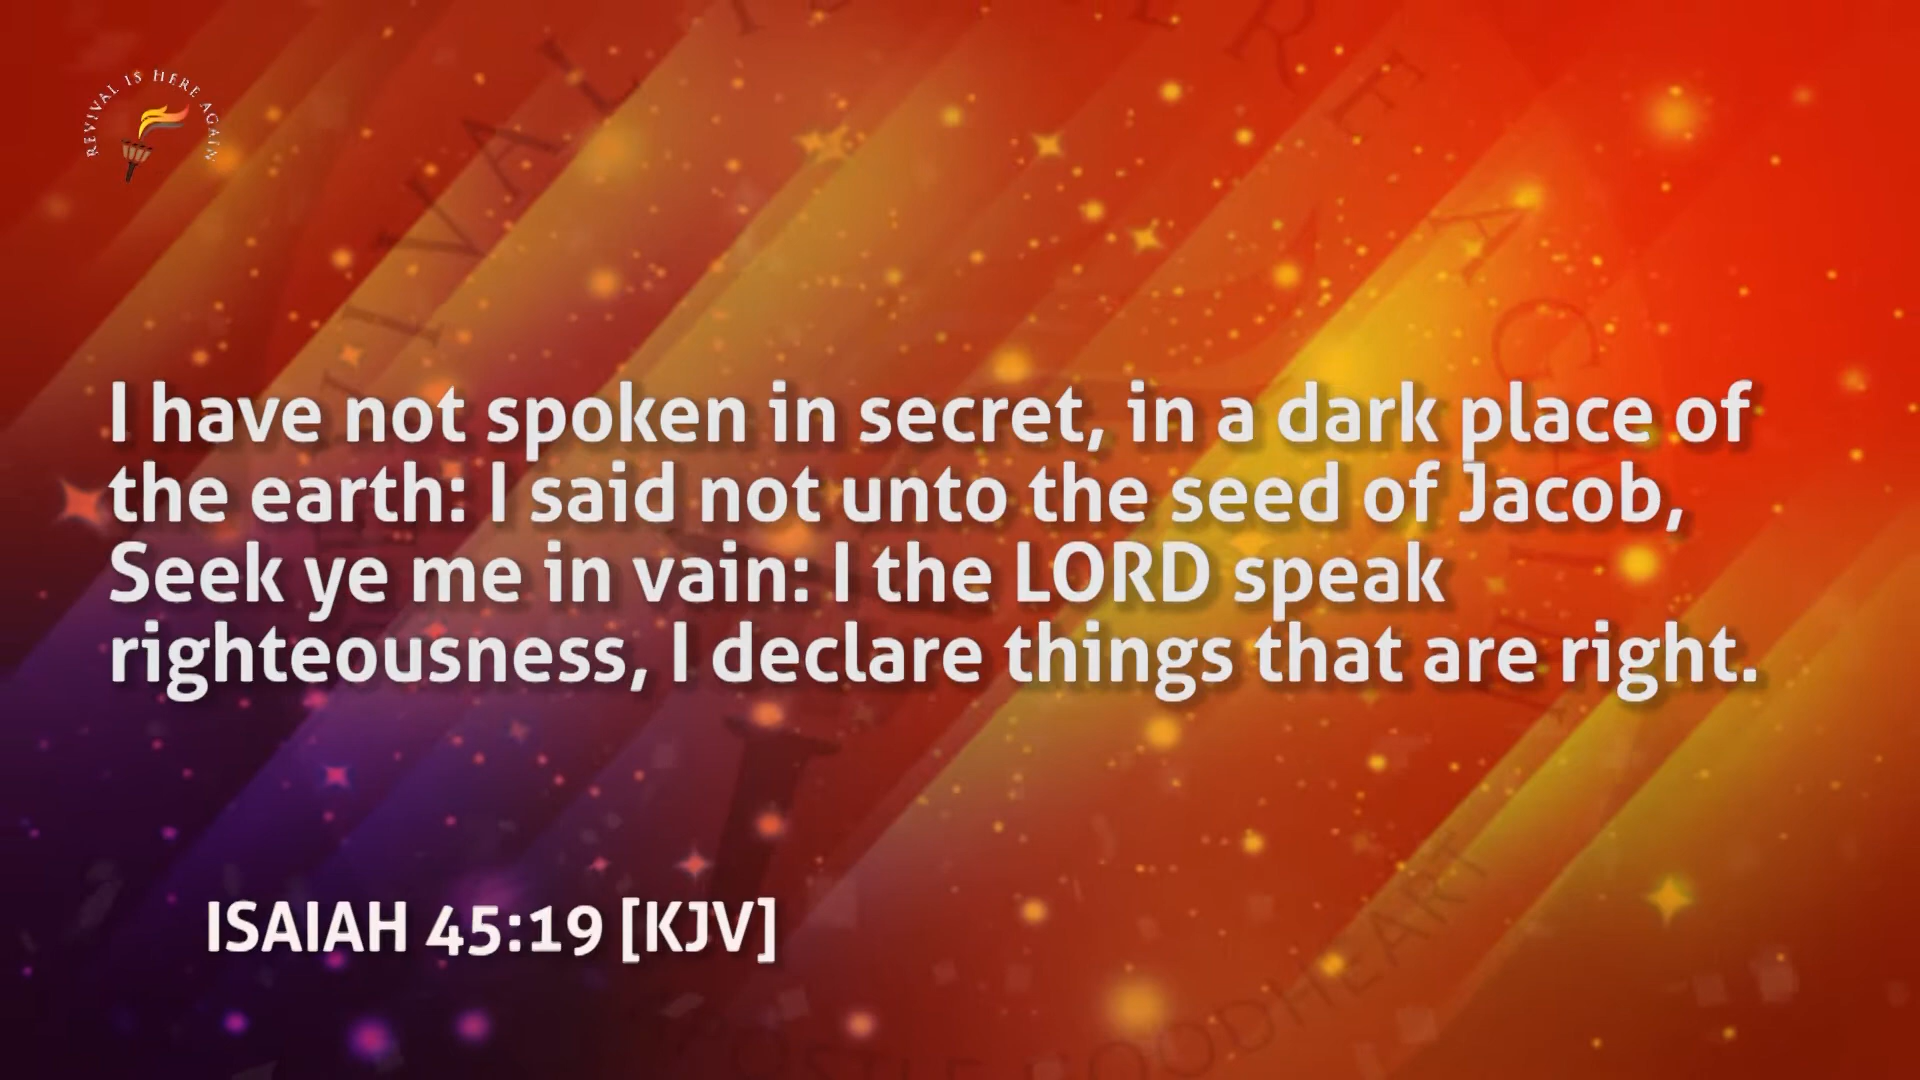 REVIVAL IS HERE AGAIN
I have not spoken in secret, in a dark place of
the earth: I said not unto the seed of Jacob,
Seek ye me in vain: I the LORD speak
righteousness, I declare things that are right.
ISAIAH 45:19 [KJV]
GOODHEART